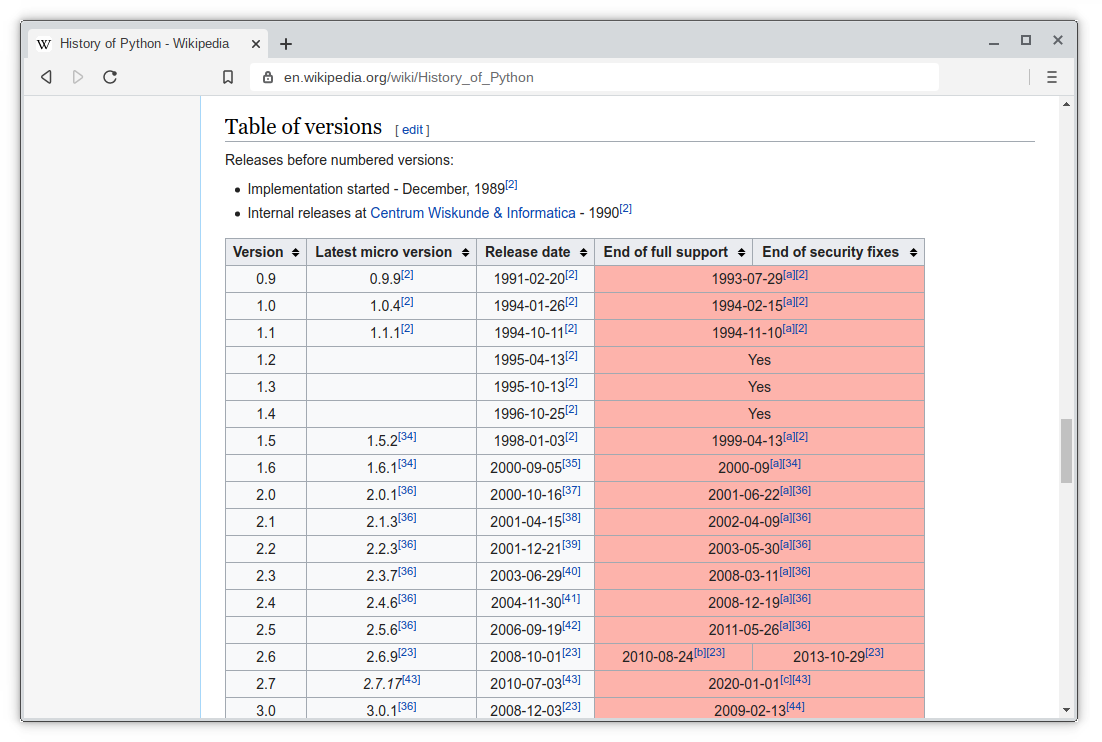 History of Python - Wikipedia
en.wikipedia.org/wiki/History_of_Python
Table of versions [ edit ]
Releases before numbered versions:
• Implementation started - December, 1989[2]
• Internal releases at Centrum Wiskunde & Informatica - 1990[2]
Version Latest micro version Release date End of full support End of security fixes
0.9 0.9.9[2] 1991-02-20[2] 1993-07-29[a][2]
1.0 1.0.4[2] 1994-01-26[2] 1994-02-15[a][2]
1.1 1.1.1[2] 1994-10-11[2] 1994-11-10[a][2]
1.2 1995-04-13[2] Yes
1.3 1995-10-13[2] Yes
1.4 1996-10-25[2] Yes
1.5 1.5.2[34] 1998-01-03[2] 1999-04-13[a][2]
1.6 1.6.1[34] 2000-09-05[35] 2000-09[a][34]
2.0 2.0.1[36] 2000-10-16[37] 2001-06-22[a][36]
2.1 2.1.3[36] 2001-04-15[38] 2002-04-09[a][36]
2.2 2.2.3[36] 2001-12-21[39] 2003-05-30[a][36]
2.3 2.3.7[36] 2003-06-29[40] 2008-03-11[a][36]
2.4 2.4.6[36] 2004-11-30[41] 2008-12-19[a][36]
2.5 2.5.6[36] 2006-09-19[42] 2011-05-26[a][36]
2.6 2.6.9[23] 2008-10-01[23] 2010-08-24[b][23] 2013-10-29[23]
2.7 2.7.17[43] 2010-07-03[43] 2020-01-01[c][43]
3.0 3.0.1[36] 2008-12-03[23] 2009-02-13[44]